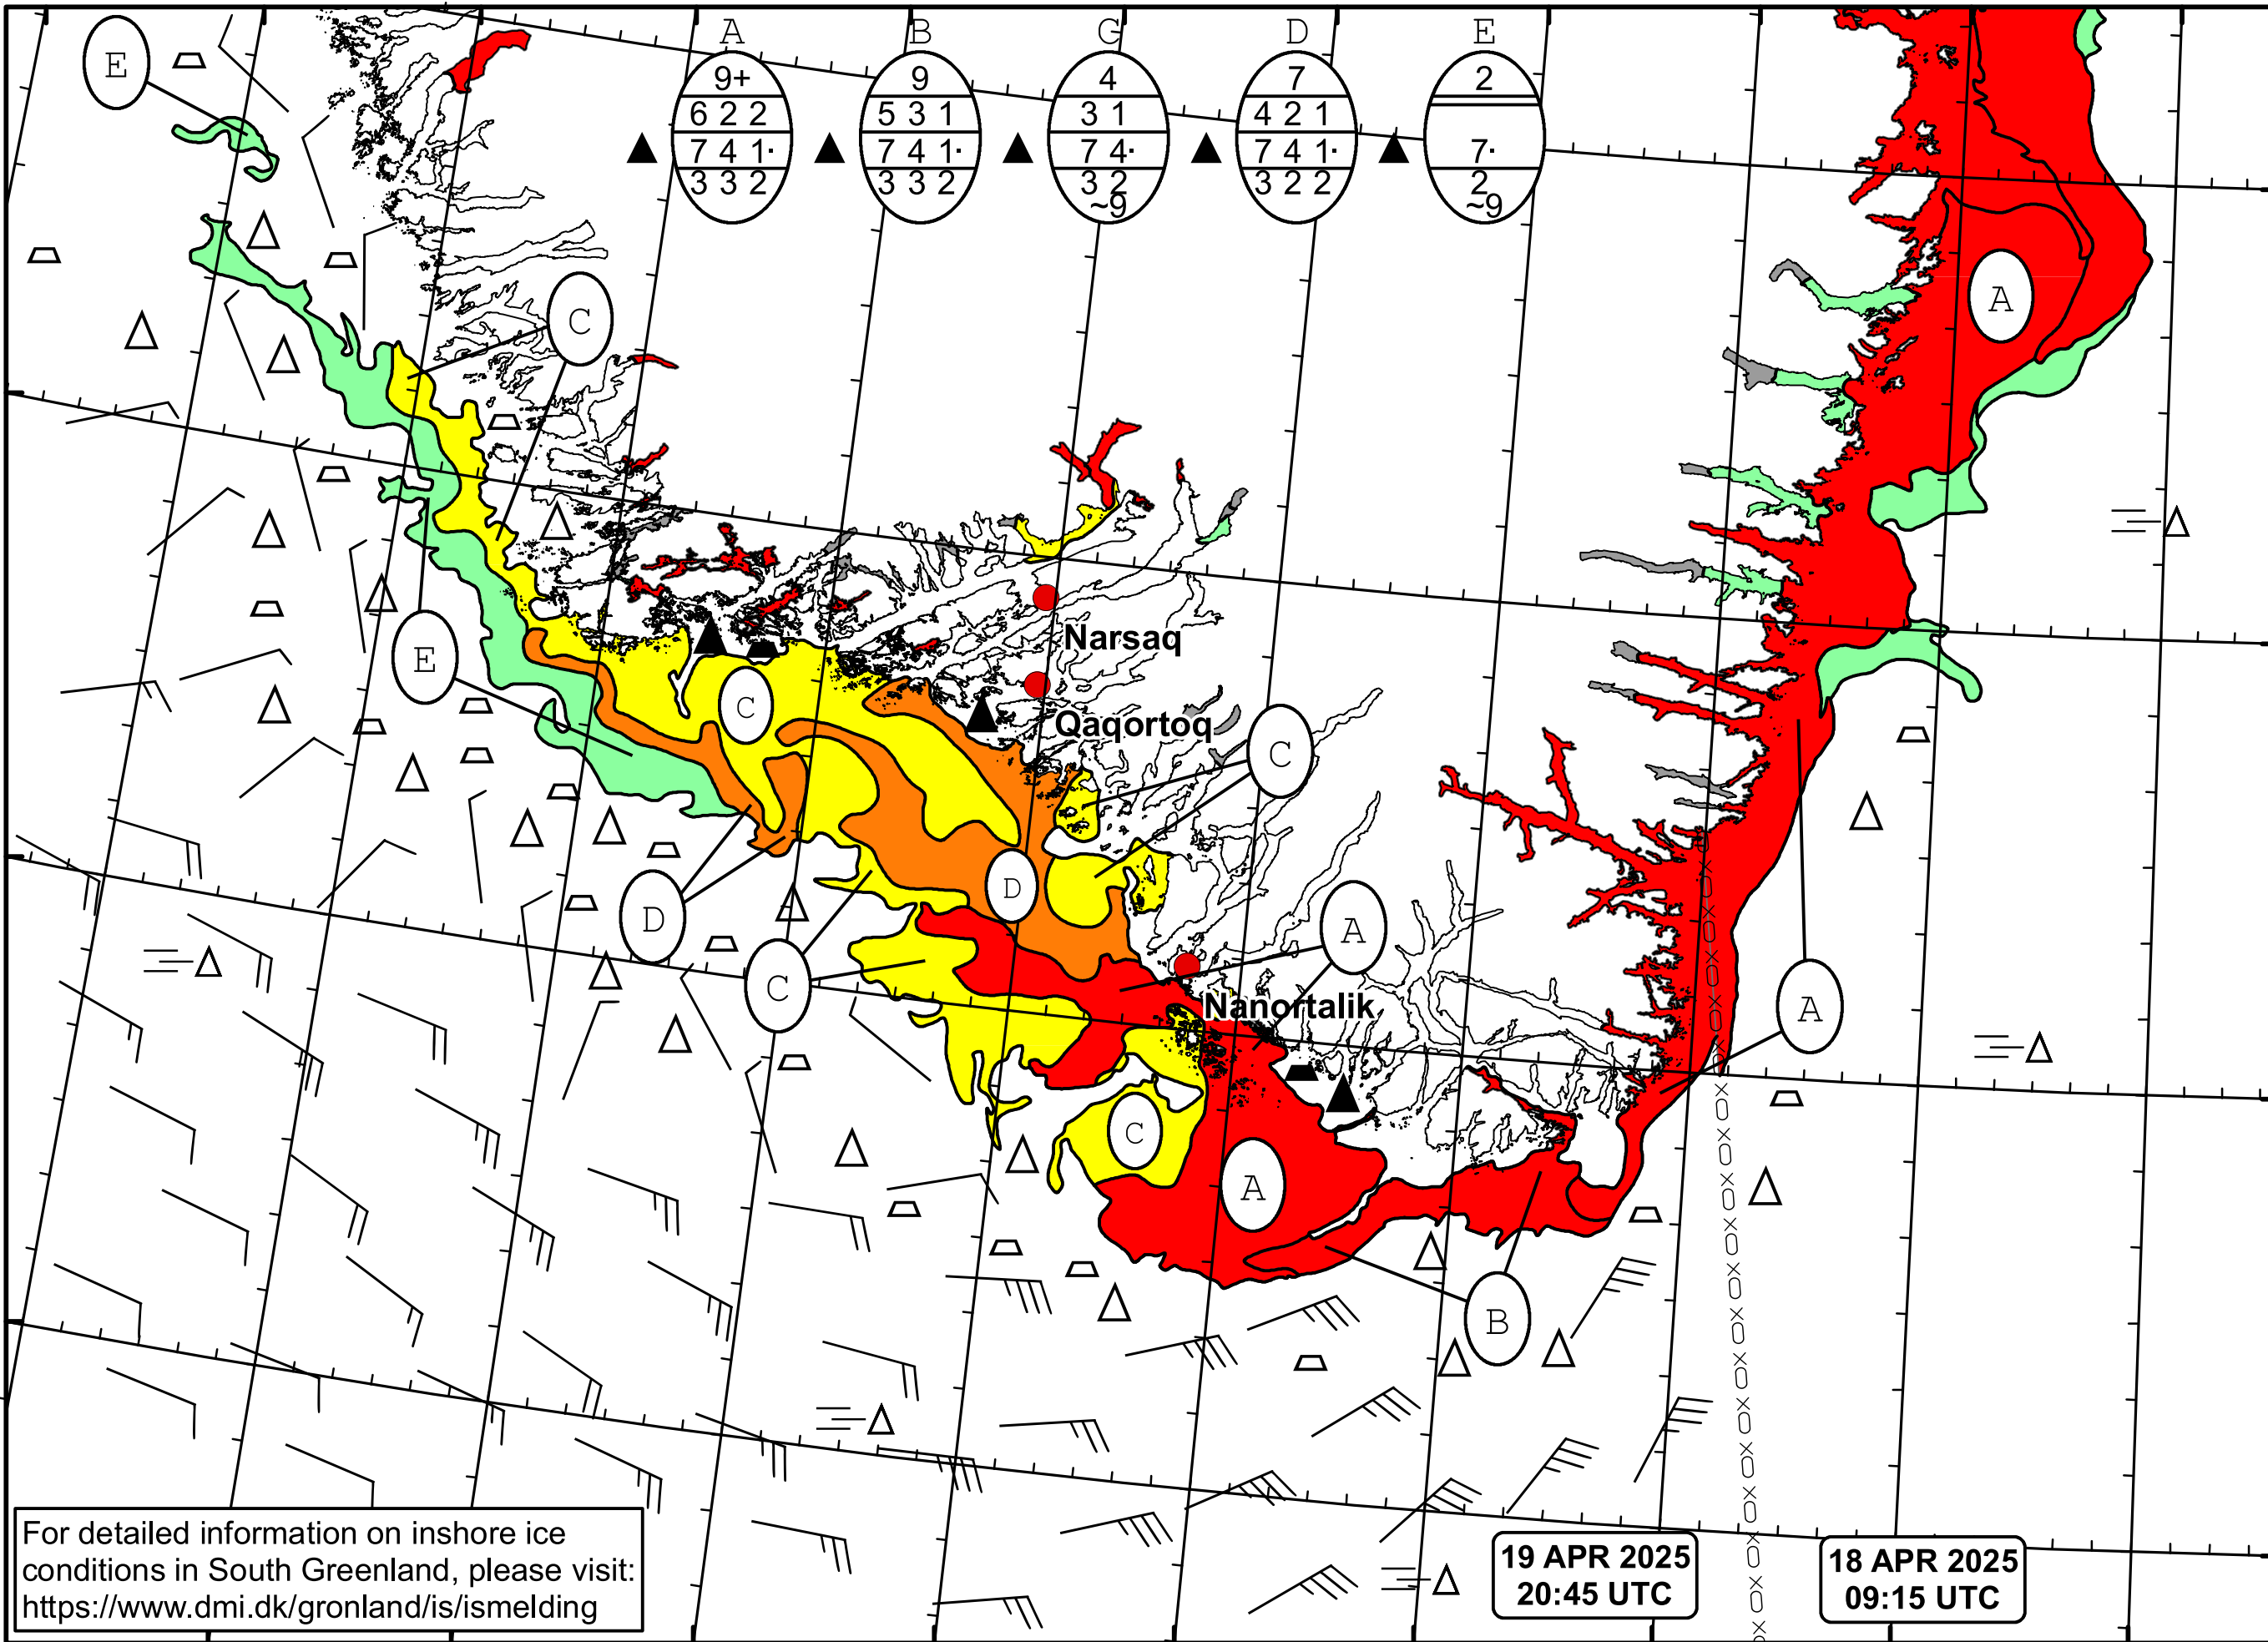 A B C D E
9+ 9 4 7 2
6 2 2 5 3 1 3 1 4 2 1
7 4 1· 7 4 1· 7 4· 7 4 1· 7·
3 3 2 3 3 2 3 2 3 2 2 2
~9 ~9
E
A
C
Narsaq
E
C
Qaqortoq
C
D
D
A
C
Nanortalik
A
C
A
B
For detailed information on inshore ice
conditions in South Greenland, please visit:
https://www.dmi.dk/gronland/is/ismelding
19 APR 2025
20:45 UTC
18 APR 2025
09:15 UTC